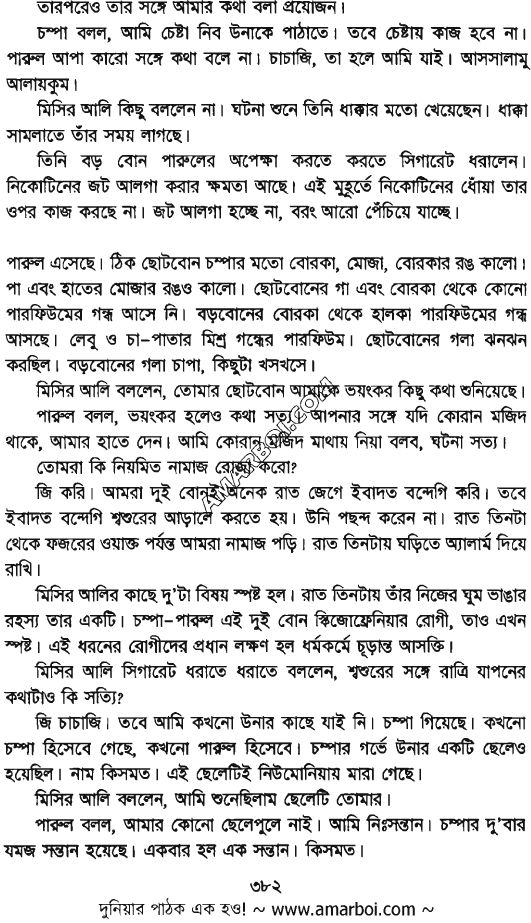 তারপরেও তার সঙ্গে আমার কথা বলা প্রয়োজন।
চম্পা বলল, আমি চেষ্টা নিব উনাকে পাঠাতে। তবে চেষ্টায় কাজ হবে না।
পারুল আপা কারো সঙ্গে কথা বলে না। চাচাজি, তা হলে আমি যাই। আসসালামু
আলায়কুম।
মিসির আলি কিছু বললেন না। ঘটনা শুনে তিনি ধাক্কার মতো খেয়েছেন। ধাক্কা
সামলাতে তাঁর সময় লাগছে।
তিনি বড় বোন পারুলের অপেক্ষা করতে করতে সিগারেট ধরালেন।
নিকোটিনের জট আলগা করার ক্ষমতা আছে। এই মুহূর্তে নিকোটিনের ধোঁয়া তার
ওপর কাজ করছে না। জট আলগা হচ্ছে না, বরং আরো পেঁচিয়ে যাচ্ছে।
পারুল এসেছে। ঠিক ছোটবোন চম্পার মতো বোরকা, মোজা, বোরকার রঙ কালো।
পা এবং হাতের মোজার রঙও কালো। ছোটবোনের গা এবং বোরকা থেকে কোনো
পারফিউমের গন্ধ আসে নি। বড়বোনের বোরকা থেকে হালকা পারফিউমের গন্ধ
আসছে। লেবু ও চা-পাতার মিশ্র গন্ধের পারফিউম। ছোটবোনের গলা ঝনঝন
করছিল। বড়বোনের গলা চাপা, কিছুটা খসখসে।
মিসির আলি বললেন, তোমার ছোটবোন আমাকে ভয়ংকর কিছু কথা শুনিয়েছে।
পারুল বলল, ভয়ংকর হলেও কথা সত্য। আপনার সঙ্গে যদি কোরান মজিদ
থাকে, আমার হাতে দেন। আমি কোরান মজিদ মাথায় নিয়া বলব, ঘটনা সত্য।
তোমরা কি নিয়মিত নামাজ রোজা করো?
জি করি। আমরা দুই বোনই অনেক রাত জেগে ইবাদত বন্দেগি করি। তবে
ইবাদত বন্দেগি শ্বশুরের আড়ালে করতে হয়। উনি পছন্দ করেন না। রাত তিনটা
থেকে ফজরের ওয়াক্ত পর্যন্ত আমরা নামাজ পড়ি। রাত তিনটায় ঘড়িতে অ্যালার্ম দিয়ে
রাখি।
মিসির আলির কাছে দু'টা বিষয় স্পষ্ট হল। রাত তিনটায় তাঁর নিজের ঘুম ভাঙার
রহস্য তার একটি। চম্পা-পারুল এই দুই বোন স্কিজোফ্রেনিয়ার রোগী, তাও এখন
স্পষ্ট। এই ধরনের রোগীদের প্রধান লক্ষণ হল ধর্মকর্মে চূড়ান্ত আসক্তি।
মিসির আলি সিগারেট ধরাতে ধরাতে বললেন, শ্বশুরের সঙ্গে রাত্রি যাপনের
কথাটাও কি সত্যি?
জি চাচাজি। তবে আমি কখনো উনার কাছে যাই নি। চম্পা গিয়েছে। কখনো
চম্পা হিসেবে গেছে, কখনো পারুল হিসেবে। চম্পার গর্ভে উনার একটি ছেলেও
হয়েছিল। নাম কিসমত। এই ছেলেটিই নিউমোনিয়ায় মারা গেছে।
মিসির আলি বললেন, আমি শুনেছিলাম ছেলেটি তোমার।
পারুল বলল, আমার কোনো ছেলেপুলে নাই। আমি নিঃসন্তান। চম্পার দু'বার
যমজ সন্তান হয়েছে। একবার হল এক সন্তান। কিসমত।
AMARBOI.COM
৩৮২
দুনিয়ার পাঠক এক হও! ~ www.amarboi.com ~